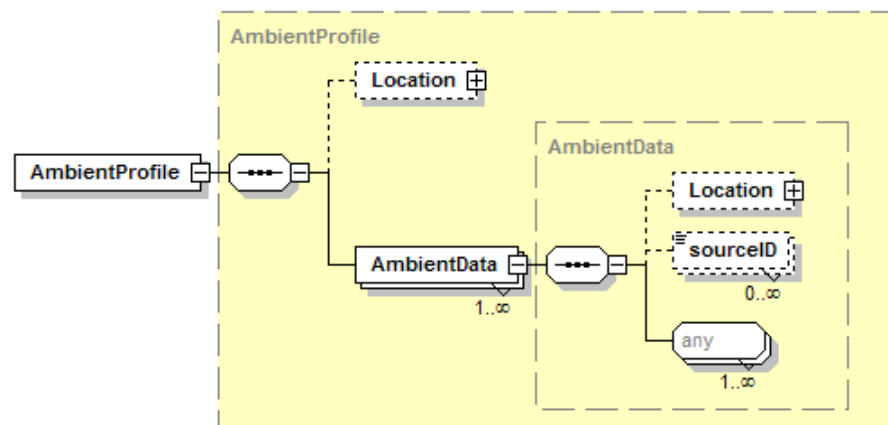 AmbientProfile
Location
AmbientProfile
AmbientData
Location
AmbientData
sourceID
1..∞
0..∞
any
1..∞